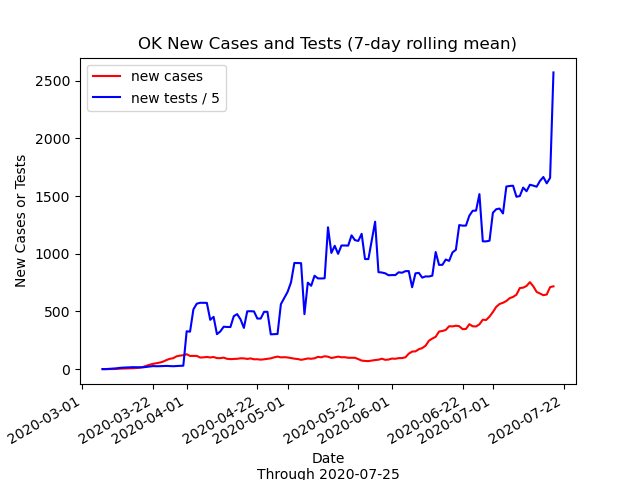 OK New Cases and Tests (7-day rolling mean)
new cases
new tests / 5
New Cases or Tests
2500
2000
1500
1000
500
0
2020-03-01
2020-03-22
2020-04-01
2020-04-22
2020-05-01
2020-05-22
2020-06-01
2020-06-22
2020-07-01
2020-07-22
Date
Through 2020-07-25